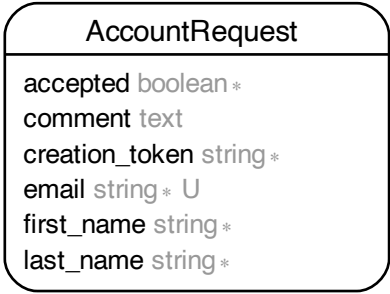 AccountRequest
accepted boolean *
comment text
creation_token string *
email string * U
first_name string *
last_name string *